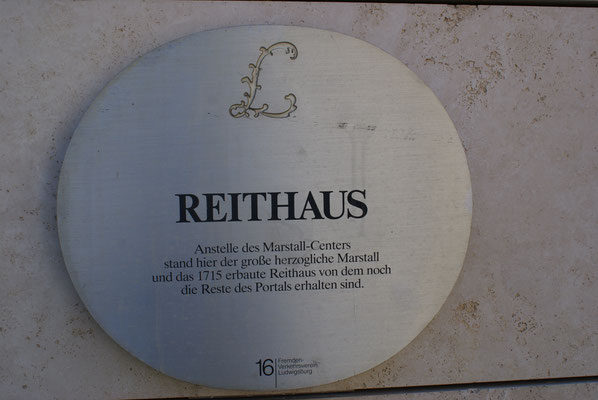 L
REITHAUS
Anstelle des Marstall-Centers
stand hier der große herzogliche Marstall
und das 1715 erbaute Reithaus von dem noch
die Reste des Portals erhalten sind.
16
Fremden-
Verkehrsverein
Ludwigsburg